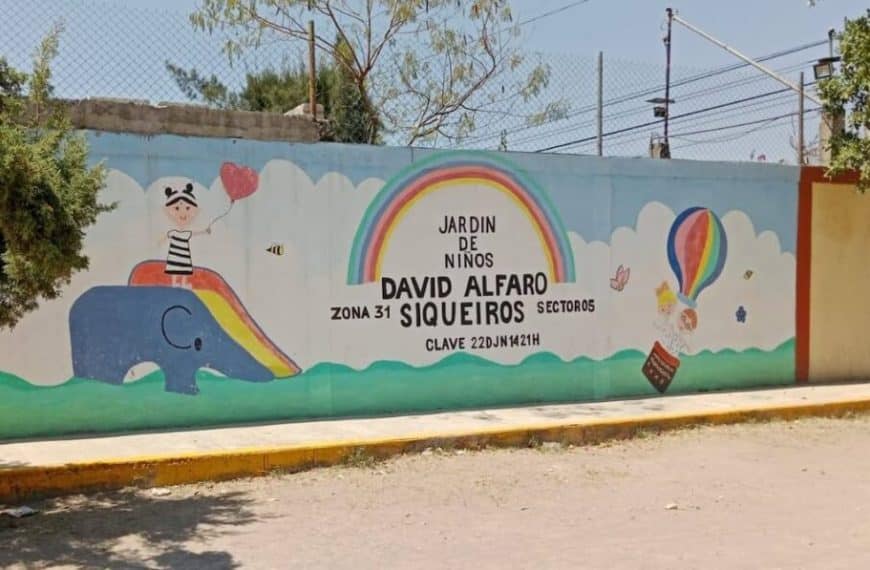 JARDIN
DE
NIÑOS
DAVID ALFARO
ZONA 31 SIQUEIROS SECTOR 05
CLAVE 22DJN1421H